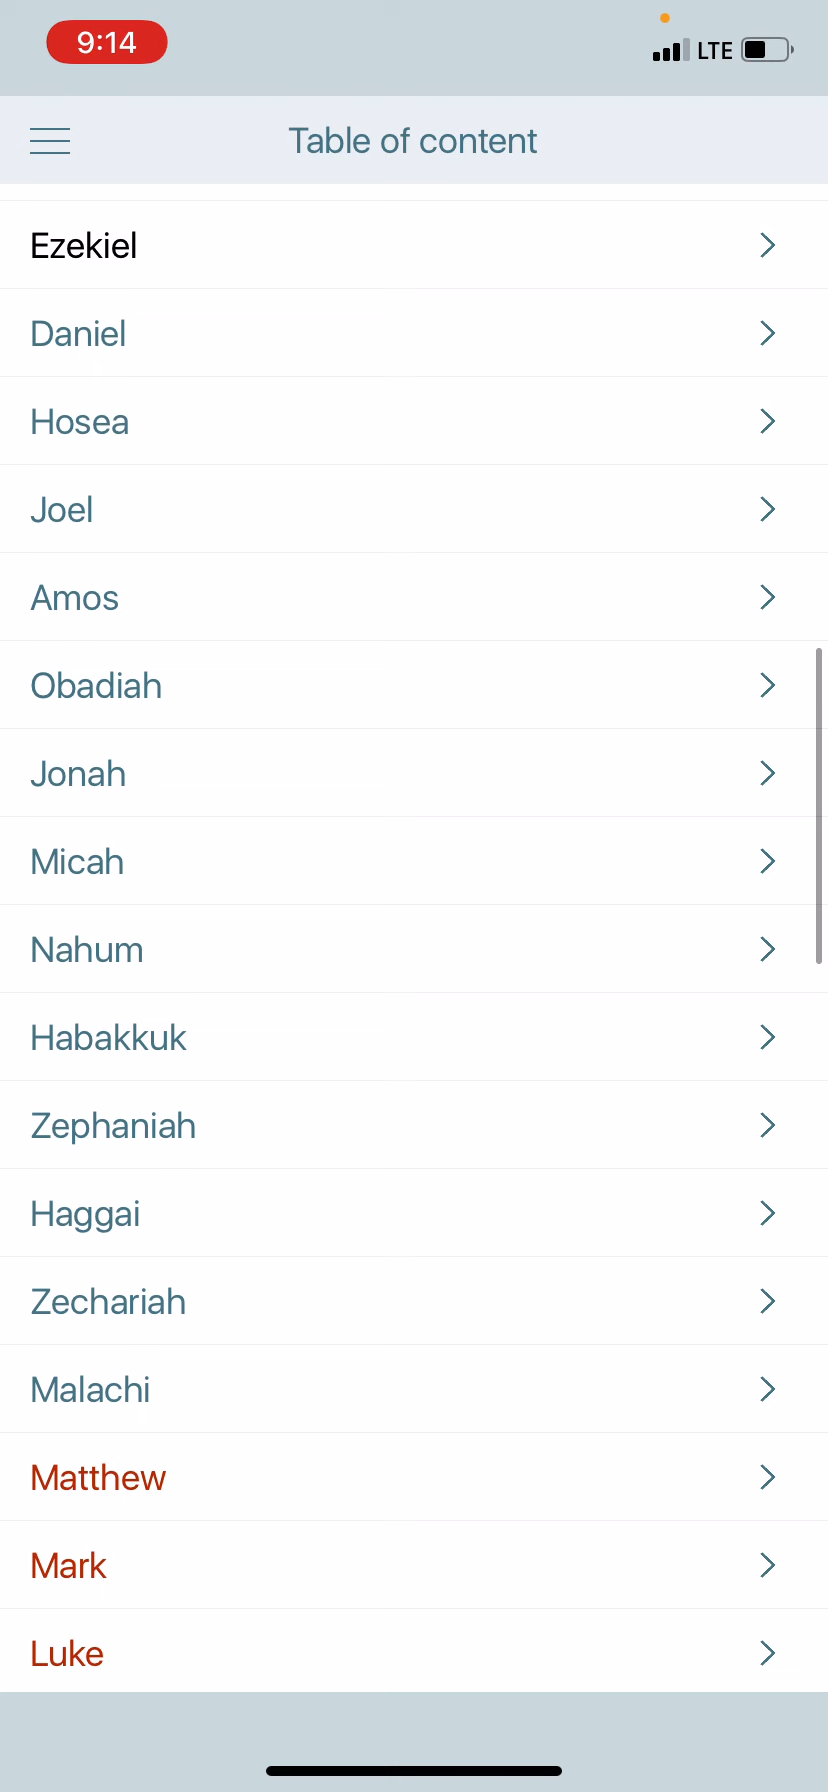 9:14
LTE
Table of content
Ezekiel
Daniel
Hosea
Joel
Amos
Obadiah
Jonah
Micah
Nahum
Habakkuk
Zephaniah
Haggai
Zechariah
Malachi
Matthew
Mark
Luke